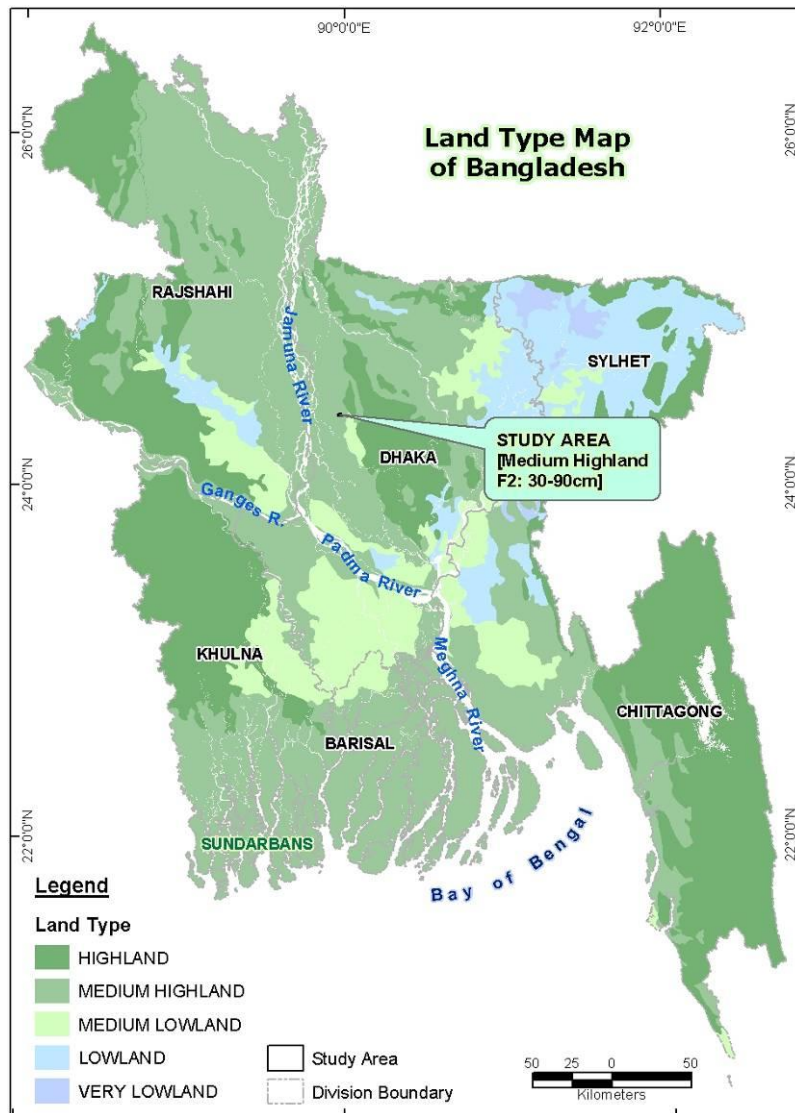 90°0'0"E
92°0'0"E
Land Type Map
of Bangladesh
26°0'0"N
26°0'0"N
RAJSHAHI
Jamuna River
SYLHET
STUDY AREA
[Medium Highland
F2: 30-90cm]
DHAKA
24°0'0"N
24°0'0"N
Ganges R.
Padma River
KHULNA
Meghna River
CHITTAGONG
BARISAL
22°0'0"N
22°0'0"N
SUNDARBANS
Bay of Bengal
Legend
Land Type
HIGHLAND
MEDIUM HIGHLAND
MEDIUM LOWLAND
LOWLAND
VERY LOWLAND
Study Area
Division Boundary
50 25 0 50
Kilometers